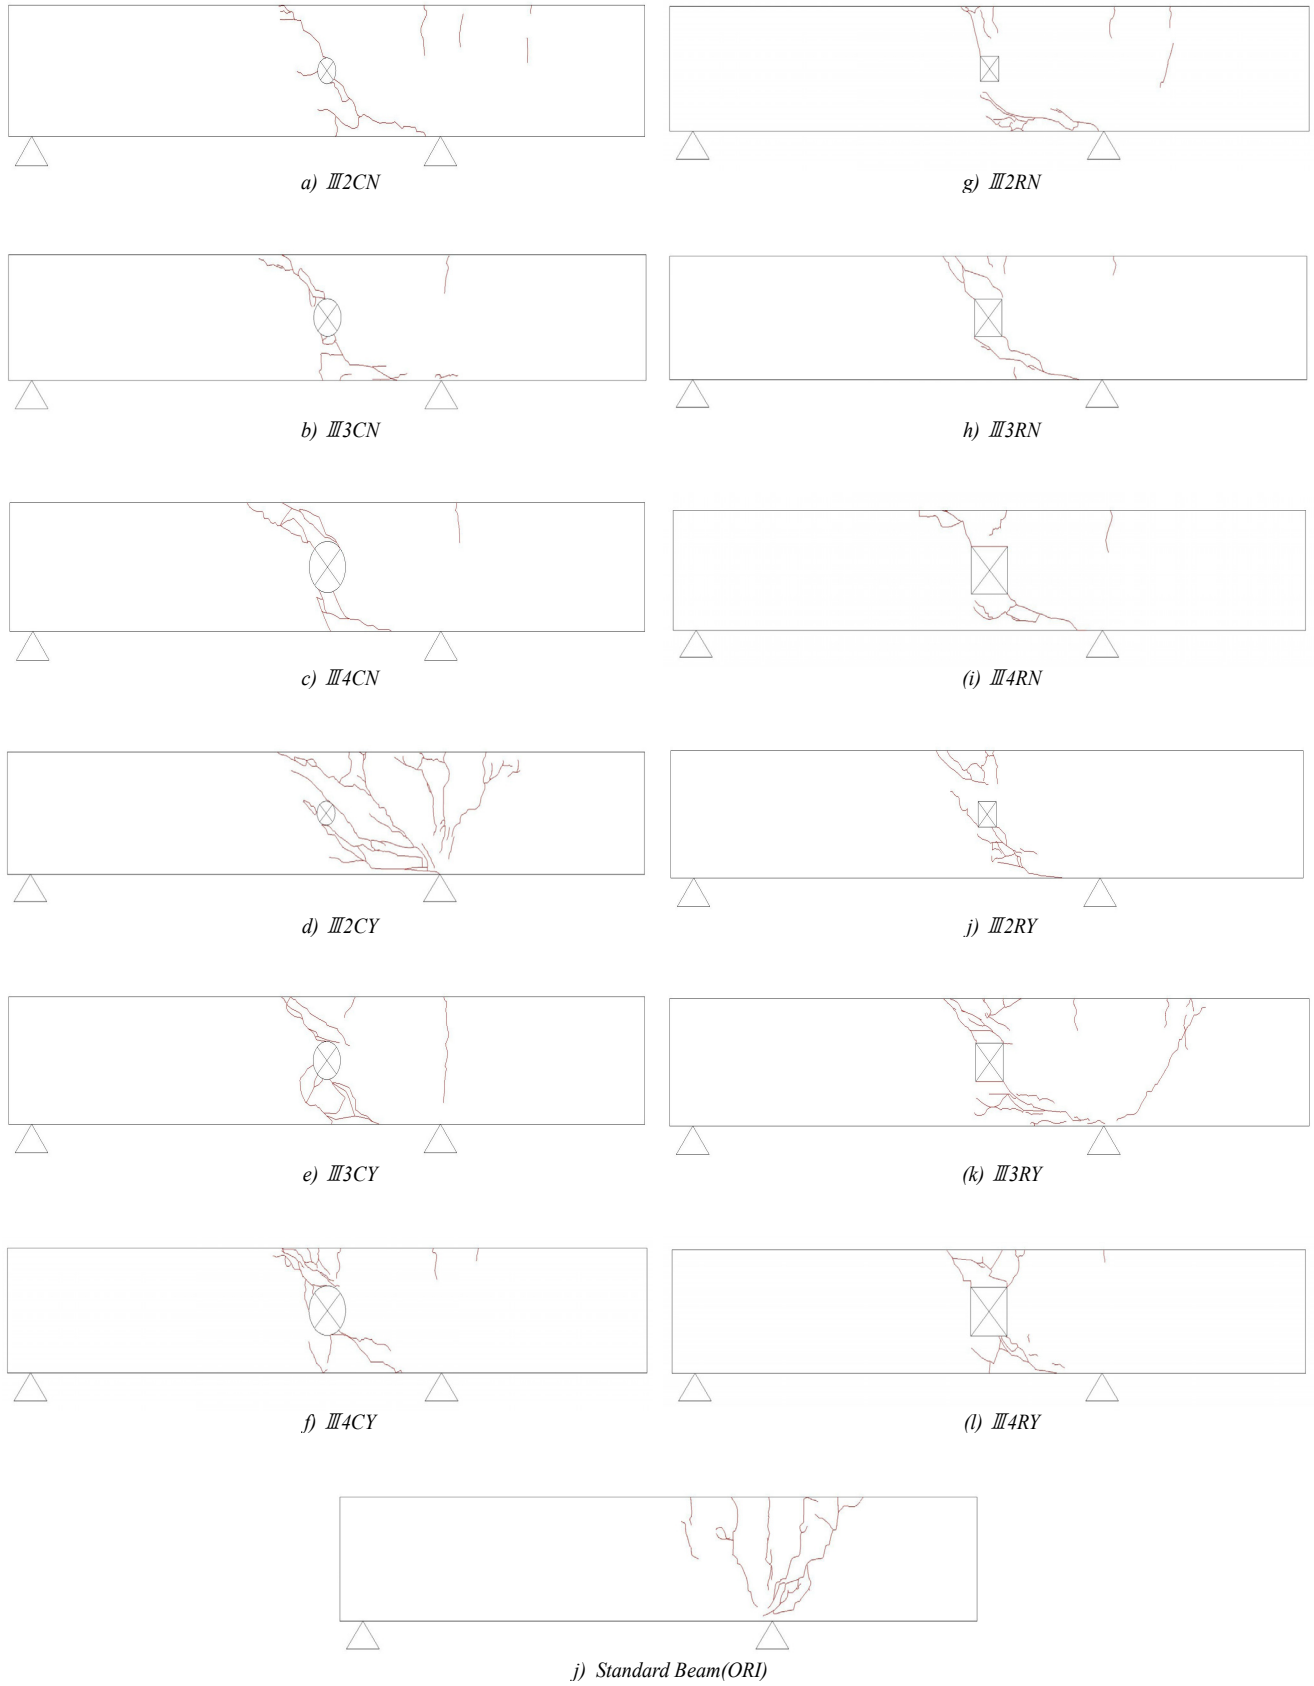 a) Ⅲ2CN
g) Ⅲ2RN
b) Ⅲ3CN
h) Ⅲ3RN
c) Ⅲ4CN
(i) Ⅲ4RN
d) Ⅲ2CY
j) Ⅲ2RY
e) Ⅲ3CY
(k) Ⅲ3RY
f) Ⅲ4CY
(l) Ⅲ4RY
j) Standard Beam(ORI)